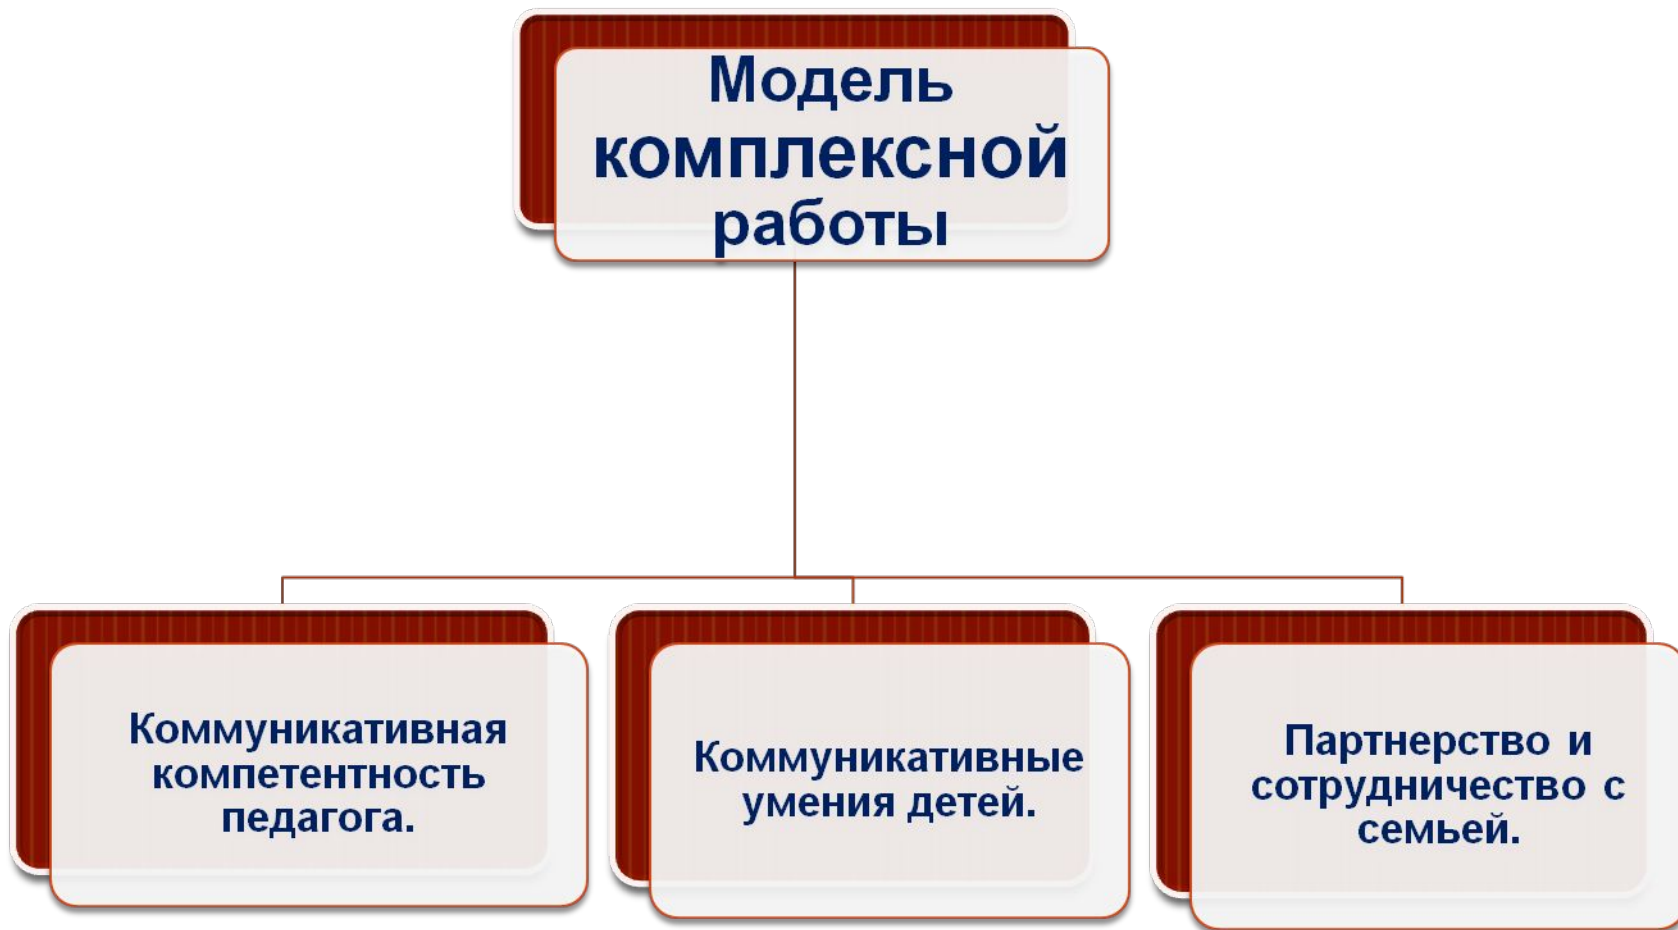 Модель
комплексной
работы
Коммуникативная
компетентность
педагога.
Коммуникативные
умения детей.
Партнерство и
сотрудничество с
семьей.